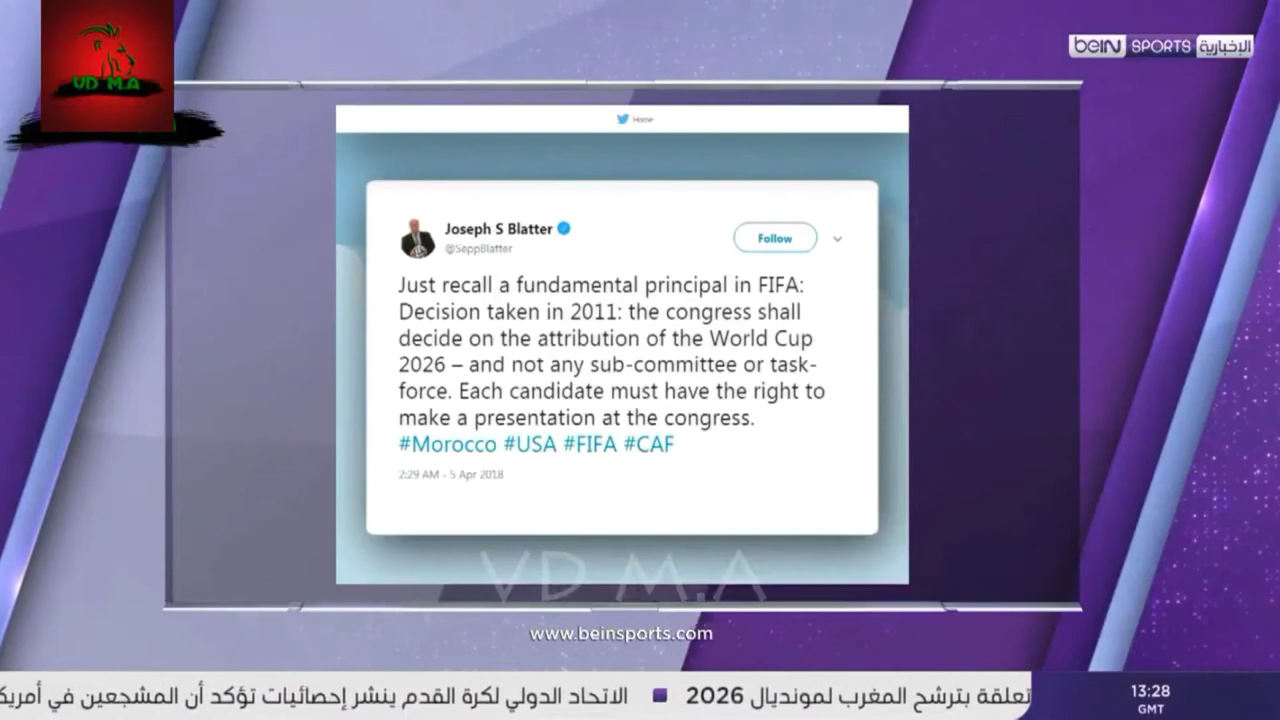 VD M.A
beIN SPORTS الإخبارية
Home
Joseph S Blatter
@SeppBlatter
Follow
Just recall a fundamental principal in FIFA:
Decision taken in 2011: the congress shall
decide on the attribution of the World Cup
2026 – and not any sub-committee or task-
force. Each candidate must have the right to
make a presentation at the congress.
#Morocco #USA #FIFA #CAF
2:29 AM - 5 Apr 2018
VD M.A
www.beinsports.com
تعلقة بترشح المغرب لمونديال 2026 ■ الاتحاد الدولي لكرة القدم ينشر إحصائيات تؤكد أن المشجعين في أمريكا
13:28
GMT